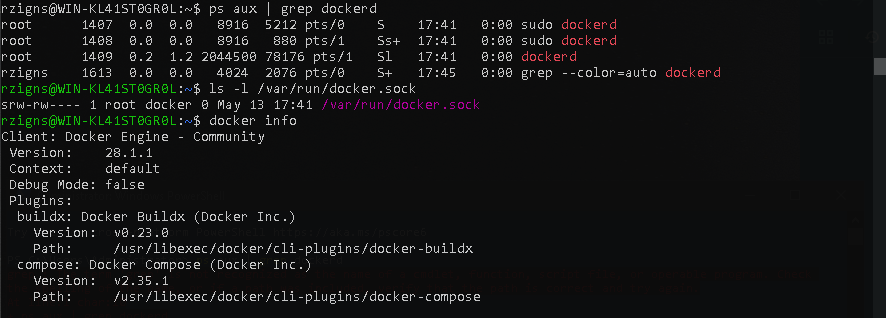 rzigns@WIN-KL41ST0GR0L:~$ ps aux | grep dockerd
root 1407 0.0 0.0 8916 5212 pts/0 S 17:41 0:00 sudo dockerd
root 1408 0.0 0.0 8916 880 pts/1 Ss+ 17:41 0:00 sudo dockerd
root 1409 0.2 1.2 2044500 78176 pts/1 Sl 17:41 0:00 dockerd
rzigns 1613 0.0 0.0 4024 2076 pts/0 S+ 17:45 0:00 grep --color=auto dockerd
rzigns@WIN-KL41ST0GR0L:~$ ls -l /var/run/docker.sock
srw-rw---- 1 root docker 0 May 13 17:41 /var/run/docker.sock
rzigns@WIN-KL41ST0GR0L:~$ docker info
Client: Docker Engine - Community
Version: 28.1.1
Context: default
Debug Mode: false
Plugins:
buildx: Docker Buildx (Docker Inc.)
Version: v0.23.0
Path: /usr/libexec/docker/cli-plugins/docker-buildx
compose: Docker Compose (Docker Inc.)
Version: v2.35.1
Path: /usr/libexec/docker/cli-plugins/docker-compose